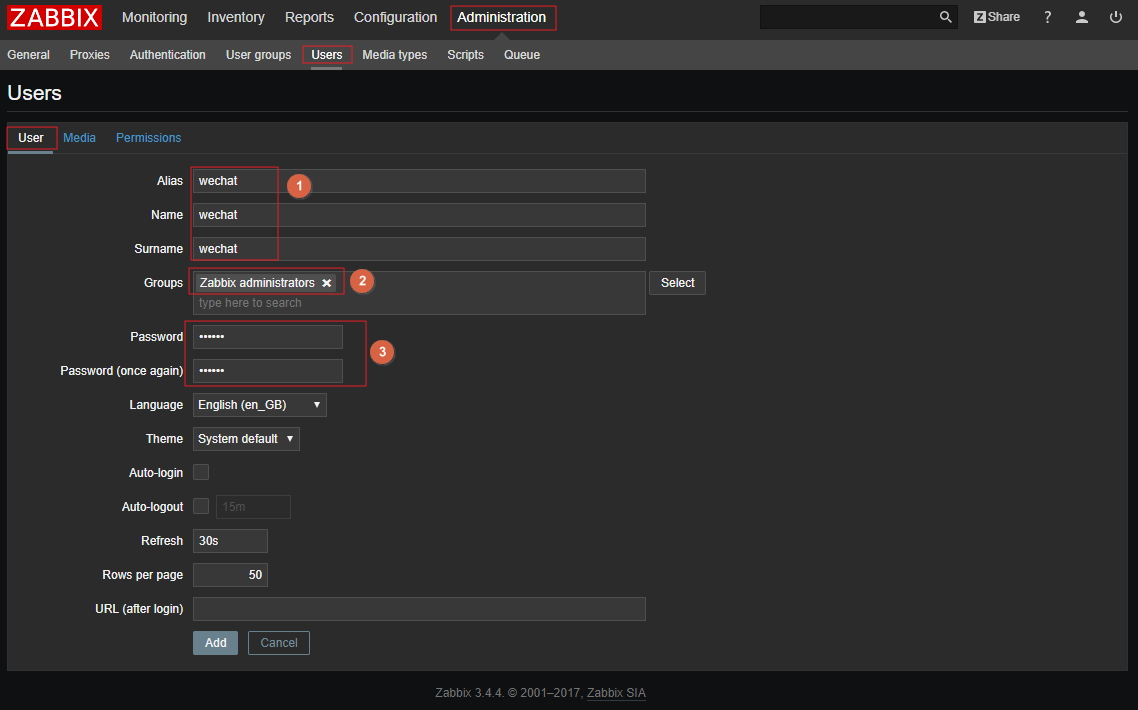 ZABBIX Monitoring Inventory Reports Configuration Administration Z Share ?
General Proxies Authentication User groups Users Media types Scripts Queue
Users
User Media Permissions
Alias wechat 1
Name wechat
Surname wechat
Groups Zabbix administrators × 2 Select
type here to search
Password ••••••
3
Password (once again) ••••••
Language English (en_GB) ▼
Theme System default ▼
Auto-login
Auto-logout 15m
Refresh 30s
Rows per page 50
URL (after login)
Add Cancel
Zabbix 3.4.4. © 2001–2017, Zabbix SIA